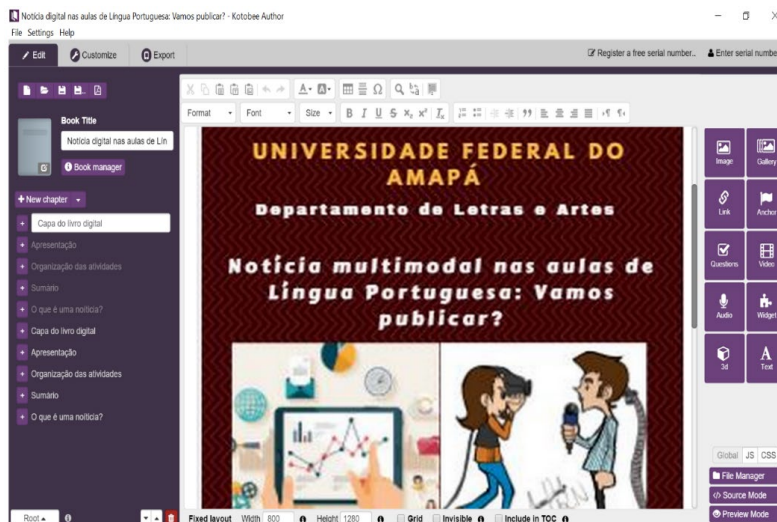 Notícia digital nas aulas de Língua Portuguesa: Vamos publicar? - Kotobee Author
File Settings Help
Edit
Customize
Export
Register a free serial number..
Enter serial numbe
Book Title
Notícia digital nas aulas de Lín
Book manager
+ New chapter
Capa do livro digital
Apresentação
Organização das atividades
Sumário
O que é uma notícia?
Capa do livro digital
Apresentação
Organização das atividades
Sumário
O que é uma notícia?
Root
Format
Font
Size
B I U S x₂ x² Tx
UNIVERSIDADE FEDERAL DO
AMAPÁ
Departamento de Letras e Artes
Notícia multimodal nas aulas de
Língua Portuguesa: Vamos
publicar?
Image
Gallery
Link
Anchor
Questions
Video
Audio
Widget
3d
Text
Global JS CSS
File Manager
Source Mode
Preview Mode
Fixed layout Width 800 Height 1280 Grid Invisible Include in TOC